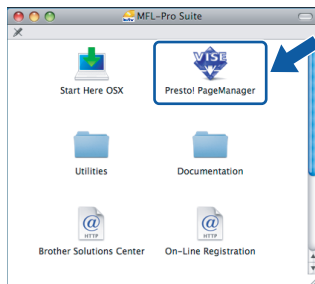 MFL-Pro Suite
VISE
Start Here OSX
Presto! PageManager
Utilities
Documentation
@
HTTP
@
HTTP
Brother Solutions Center
On-Line Registration